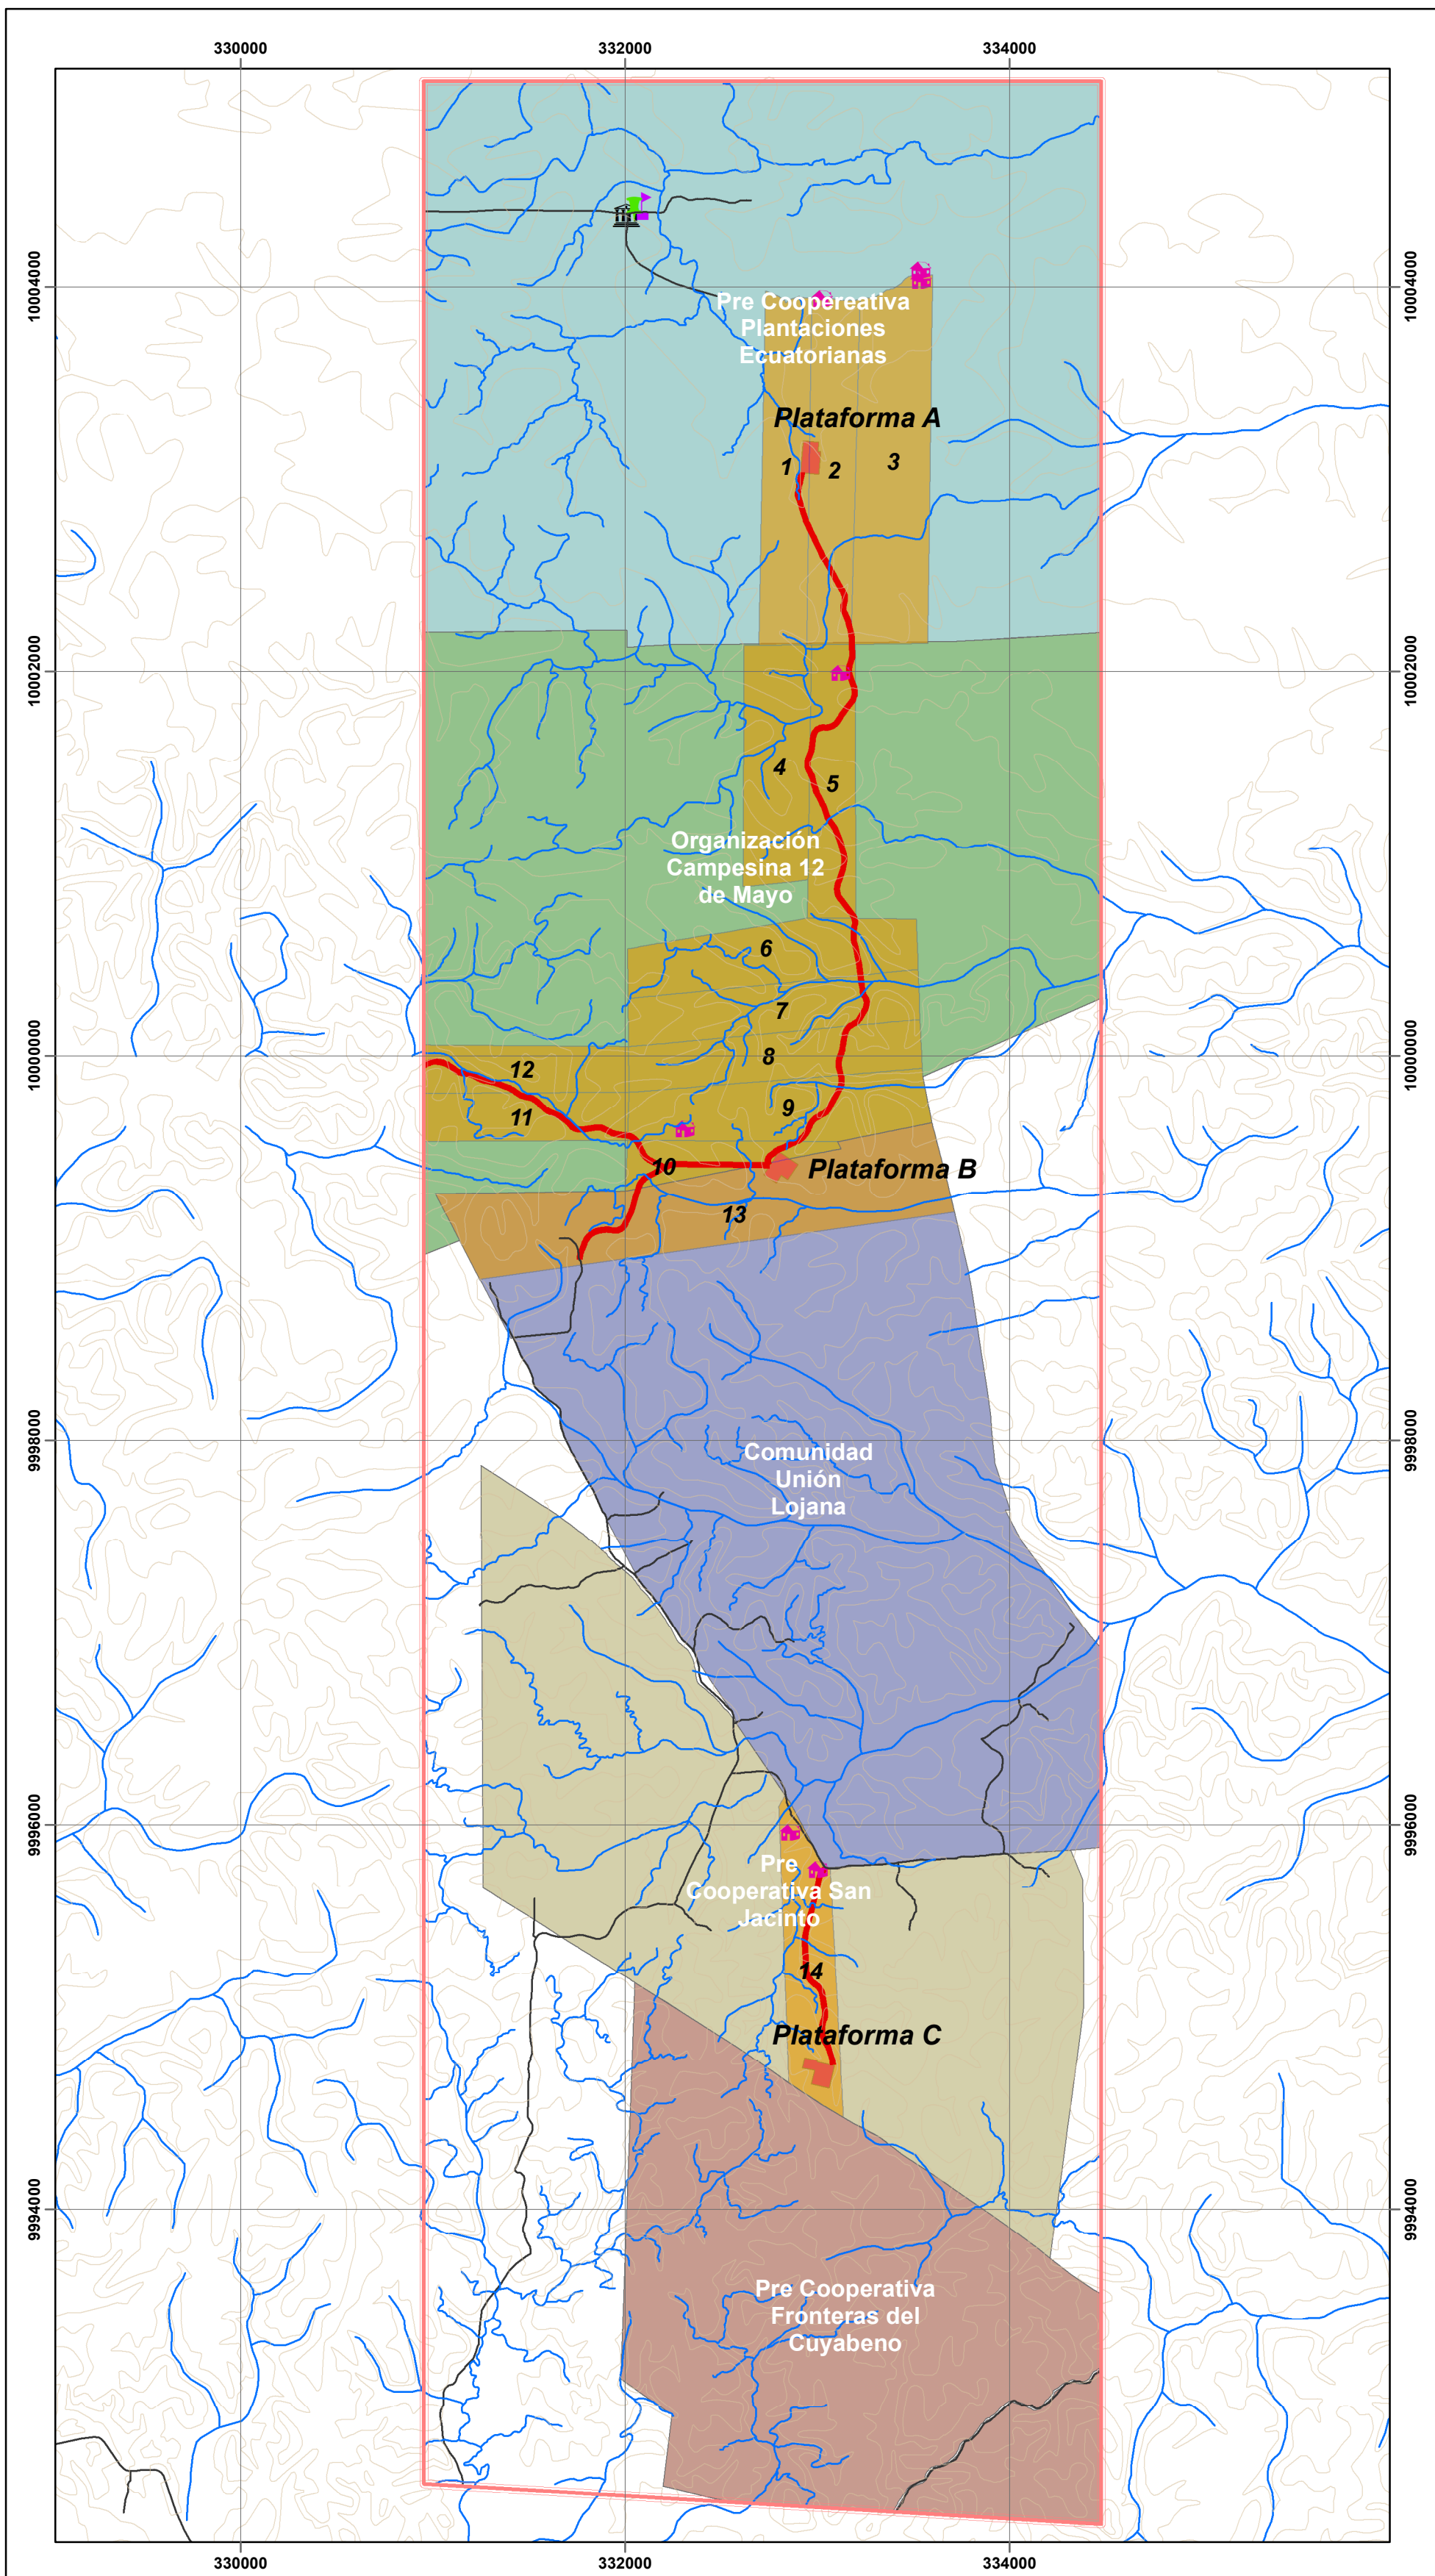 330000
332000
334000
10004000
10004000
Pre Coopereativa
Plantaciones
Ecuatorianas
Plataforma A
1
2
3
10002000
10002000
4
5
Organización
Campesina 12
de Mayo
6
7
8
10000000
10000000
12
11
9
10
Plataforma B
13
9998000
9998000
Comunidad
Unión
Lojana
9996000
9996000
Pre
Cooperativa San
Jacinto
14
Plataforma C
9994000
9994000
Pre Cooperativa
Fronteras del
Cuyabeno
330000
332000
334000